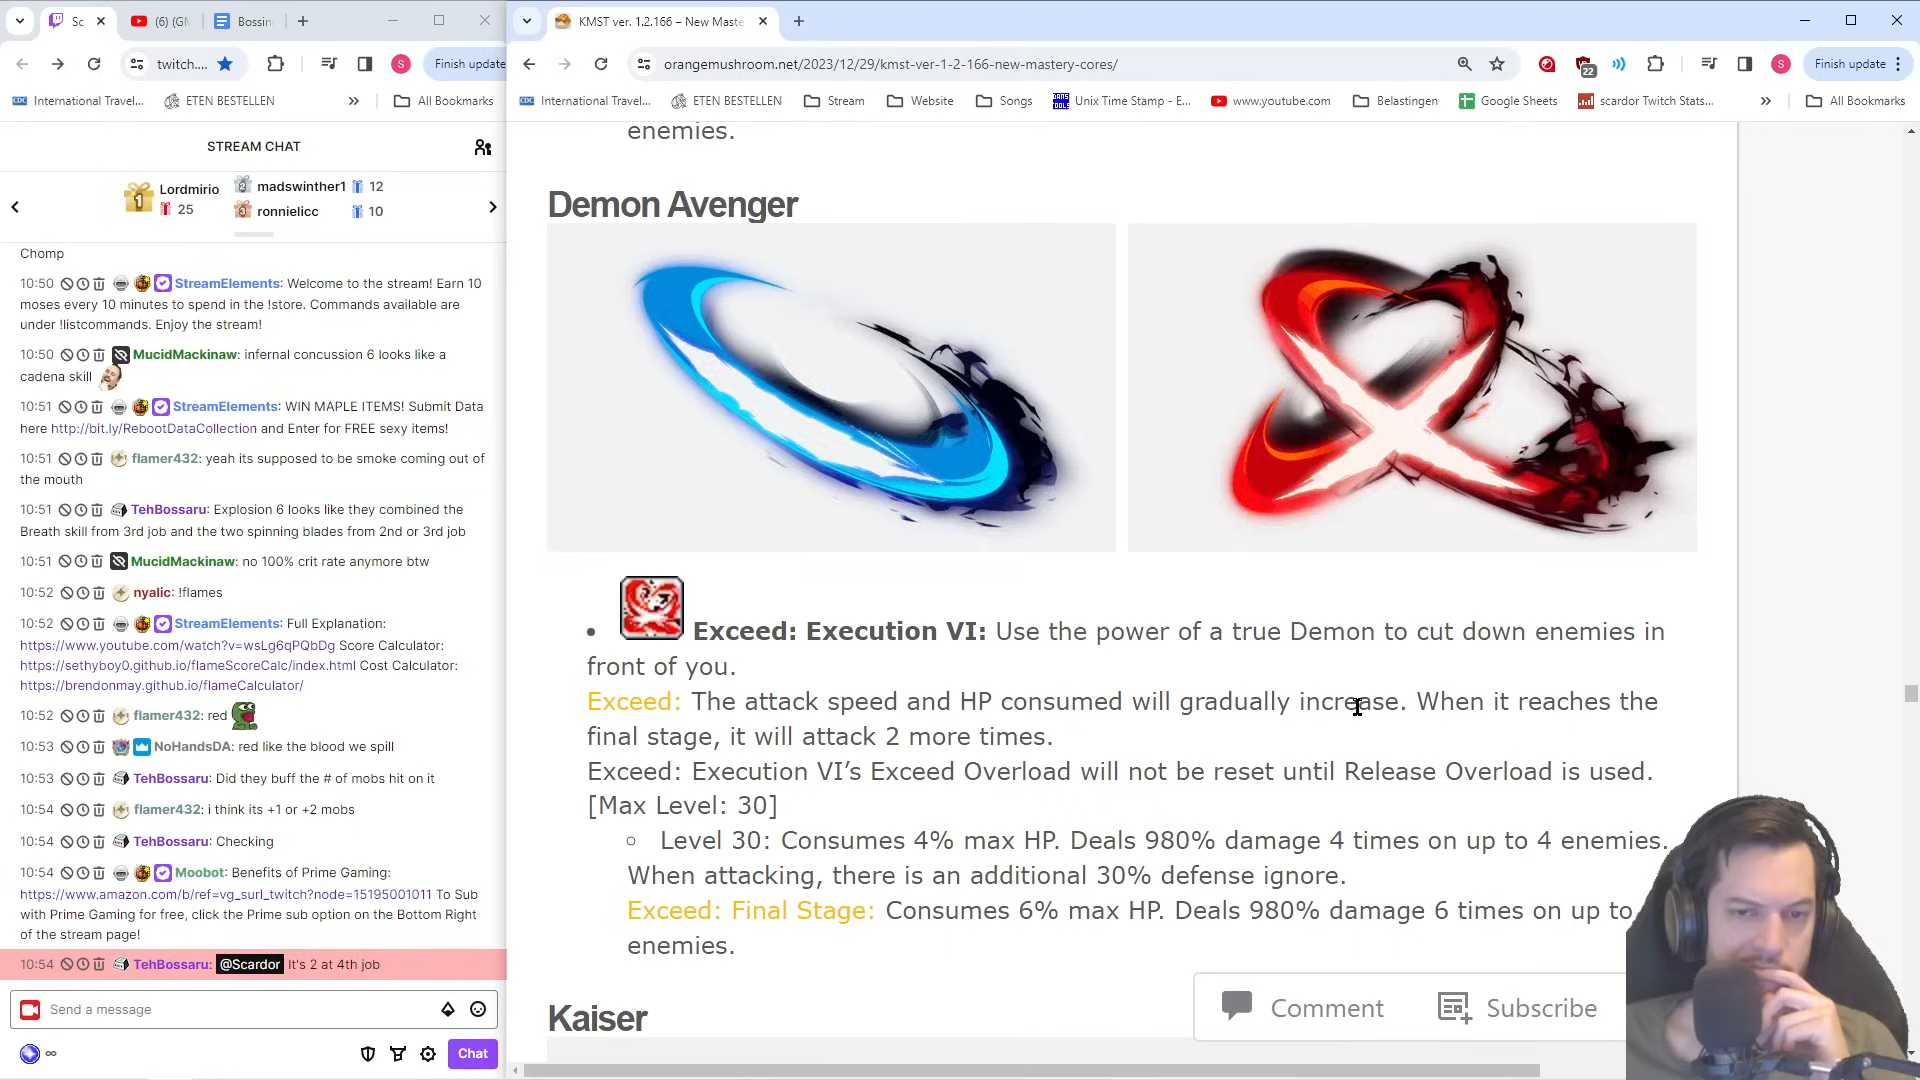 Sc
(6) (GM
Bossin
KMST ver. 1.2.166 – New Maste
twitch....
S
Finish update
orangemushroom.net/2023/12/29/kmst-ver-1-2-166-new-mastery-cores/
22
S
Finish update
International Travel...
ETEN BESTELLEN
All Bookmarks
International Travel...
ETEN BESTELLEN
Stream
Website
Songs
Unix Time Stamp - E...
www.youtube.com
Belastingen
Google Sheets
scardor Twitch Stats...
All Bookmarks
STREAM CHAT
1 Lordmirio
25
2 madswinther1 12
3 ronnielicc 10
Chomp
10:50 StreamElements: Welcome to the stream! Earn 10
moses every 10 minutes to spend in the !store. Commands available are
under !listcommands. Enjoy the stream!
10:50 MucidMackinaw: infernal concussion 6 looks like a
cadena skill
10:51 StreamElements: WIN MAPLE ITEMS! Submit Data
here http://bit.ly/RebootDataCollection and Enter for FREE sexy items!
10:51 flamer432: yeah its supposed to be smoke coming out of
the mouth
10:51 TehBossaru: Explosion 6 looks like they combined the
Breath skill from 3rd job and the two spinning blades from 2nd or 3rd job
10:51 MucidMackinaw: no 100% crit rate anymore btw
10:52 nyalic: !flames
10:52 StreamElements: Full Explanation:
https://www.youtube.com/watch?v=wsLg6qPQbDg Score Calculator:
https://sethyboy0.github.io/flameScoreCalc/index.html Cost Calculator:
https://brendonmay.github.io/flameCalculator/
10:52 flamer432: red
10:53 NoHandsDA: red like the blood we spill
10:53 TehBossaru: Did they buff the # of mobs hit on it
10:54 flamer432: i think its +1 or +2 mobs
10:54 TehBossaru: Checking
10:54 Moobot: Benefits of Prime Gaming:
https://www.amazon.com/b/ref=vg_surl_twitch?node=15195001011 To Sub
with Prime Gaming for free, click the Prime sub option on the Bottom Right
of the stream page!
10:54 TehBossaru: @Scardor It's 2 at 4th job
Send a message
∞
Chat
enemies.
Demon Avenger
Exceed: Execution VI: Use the power of a true Demon to cut down enemies in
front of you.
Exceed: The attack speed and HP consumed will gradually increase. When it reaches the
final stage, it will attack 2 more times.
Exceed: Execution VI’s Exceed Overload will not be reset until Release Overload is used.
[Max Level: 30]
Level 30: Consumes 4% max HP. Deals 980% damage 4 times on up to 4 enemies.
When attacking, there is an additional 30% defense ignore.
Exceed: Final Stage: Consumes 6% max HP. Deals 980% damage 6 times on up to
enemies.
Kaiser
Comment
Subscribe